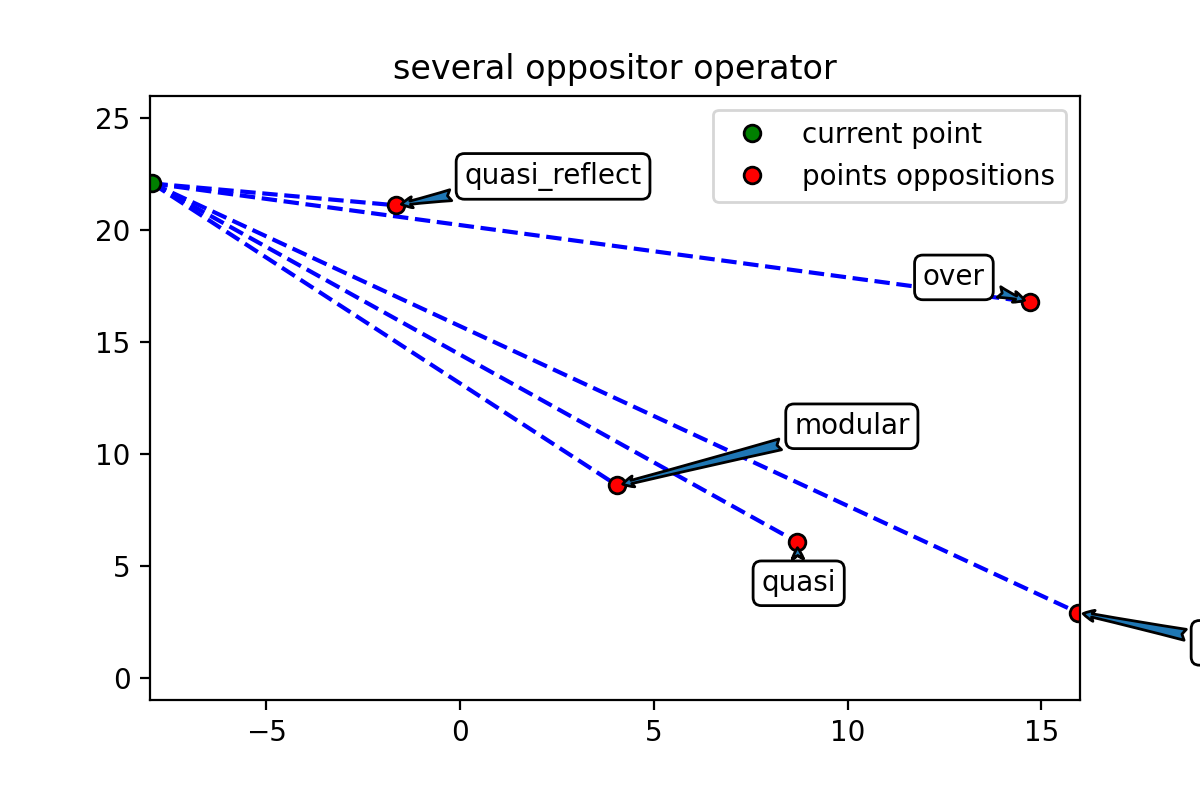 several oppositor operator
25
20
15
10
5
0
−5
0
5
10
15
current point
points oppositions
quasi_reflect
over
modular
quasi